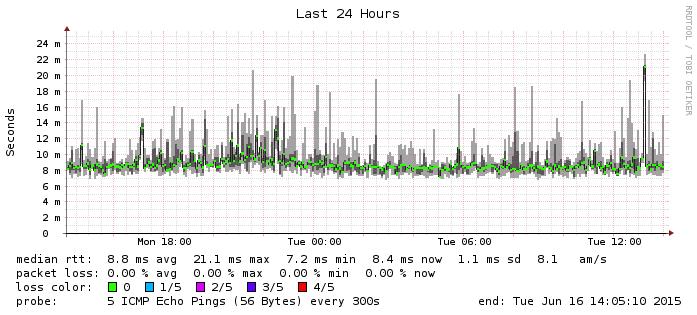 Last 24 Hours
RRDTOOL / TOBI OETIKER
Seconds
24 m
22 m
20 m
18 m
16 m
14 m
12 m
10 m
8 m
6 m
4 m
2 m
0
Mon 18:00 Tue 00:00 Tue 06:00 Tue 12:00
median rtt: 8.8 ms avg 21.1 ms max 7.2 ms min 8.4 ms now 1.1 ms sd 8.1 am/s
packet loss: 0.00 % avg 0.00 % max 0.00 % min 0.00 % now
loss color: 0 1/5 2/5 3/5 4/5
probe: 5 ICMP Echo Pings (56 Bytes) every 300s end: Tue Jun 16 14:05:10 2015